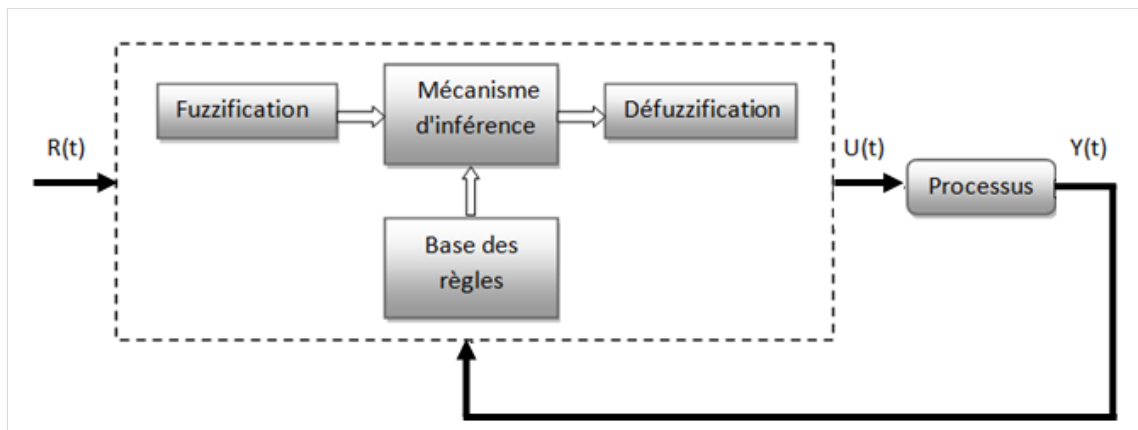 Fuzzification
Mécanisme
d'inférence
Défuzzification
R(t)
U(t)
Y(t)
Processus
Base des
règles